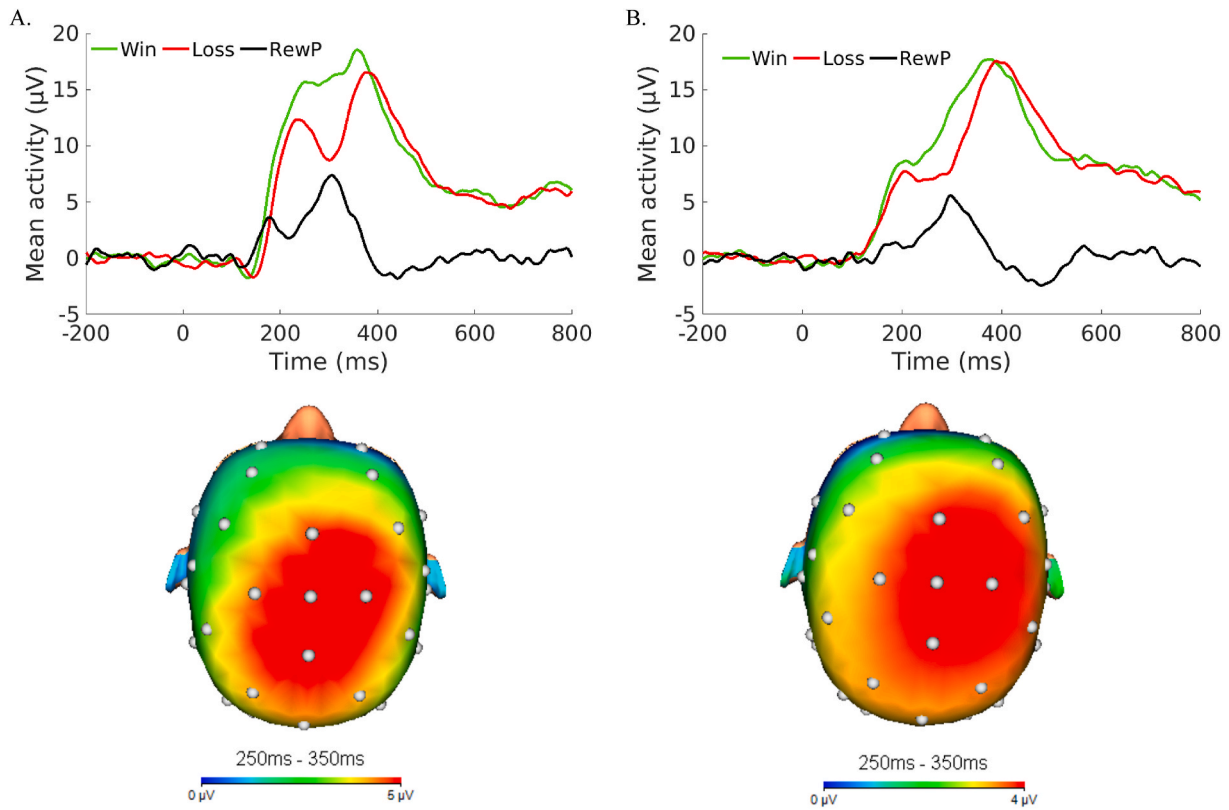 A.
20
15
10
5
0
-5
Mean activity (µV)
Win Loss RewP
-200 0 200 400 600 800
Time (ms)
B.
20
15
10
5
0
-5
Mean activity (µV)
Win Loss RewP
-200 0 200 400 600 800
Time (ms)
250ms - 350ms
0 µV 5 µV
250ms - 350ms
0 µV 4 µV